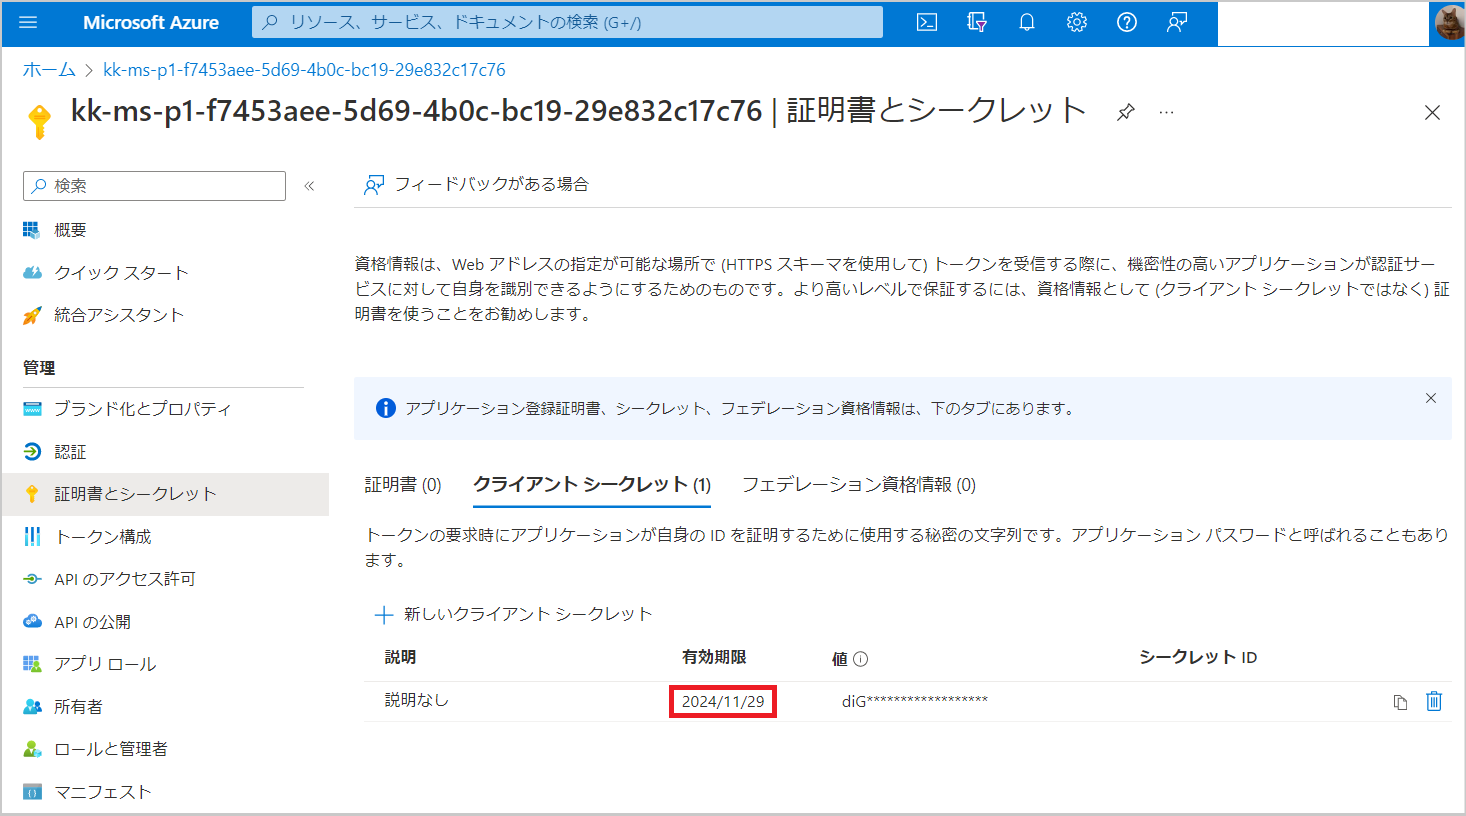 Microsoft Azure
リソース、サービス、ドキュメントの検索 (G+/)
ホーム > kk-ms-p1-f7453aee-5d69-4b0c-bc19-29e832c17c76
kk-ms-p1-f7453aee-5d69-4b0c-bc19-29e832c17c76 | 証明書とシークレット
検索
«
フィードバックがある場合
概要
クイック スタート
統合アシスタント
管理
ブランド化とプロパティ
認証
証明書とシークレット
トークン構成
API のアクセス許可
API の公開
アプリ ロール
所有者
ロールと管理者
マニフェスト
資格情報は、Web アドレスの指定が可能な場所で (HTTPS スキーマを使用して) トークンを受信する際に、機密性の高いアプリケーションが認証サー
ビスに対して自身を識別できるようにするためのものです。より高いレベルで保証するには、資格情報として (クライアント シークレットではなく) 証
明書を使うことをお勧めします。
アプリケーション登録証明書、シークレット、フェデレーション資格情報は、下のタブにあります。
証明書 (0) クライアント シークレット (1) フェデレーション資格情報 (0)
トークンの要求時にアプリケーションが自身の ID を証明するために使用する秘密の文字列です。アプリケーション パスワードと呼ばれることもあり
ます。
新しいクライアント シークレット
説明 有効期限 値 シークレット ID
説明なし 2024/11/29 diG******************